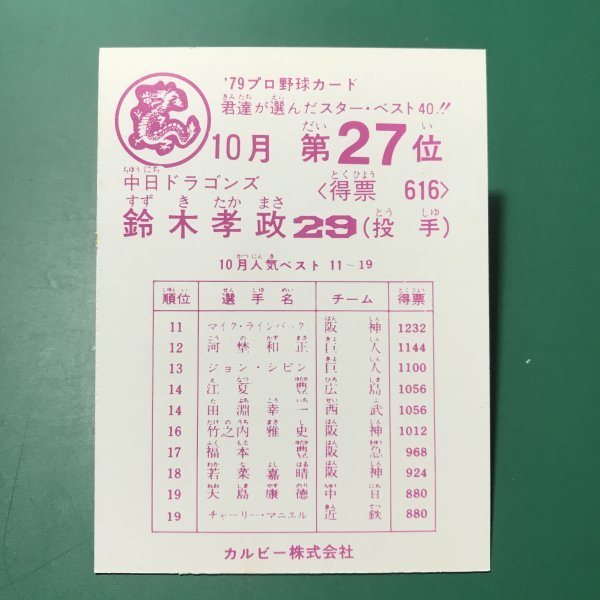 '79プロ野球カード
君達が選んだスター・ベスト40.!!
10月 第27位
中日ドラゴンズ 〈得票 616〉
鈴木孝政29(投手)
10月人気ベスト 11~19
順位 選手名 チーム 得票
11 マイク・ラインバック 阪神 1232
12 河埜和正 巨人 1144
13 ジョン・シピン 巨人 1100
14 江夏豊 広島 1056
14 田淵幸一 西武 1056
16 竹之内雅史 阪神 1012
17 福本豊 阪急 968
18 若菜嘉晴 阪神 924
19 大島康徳 中日 880
19 チャーリー・マニエル 近鉄 880
カルビー株式会社